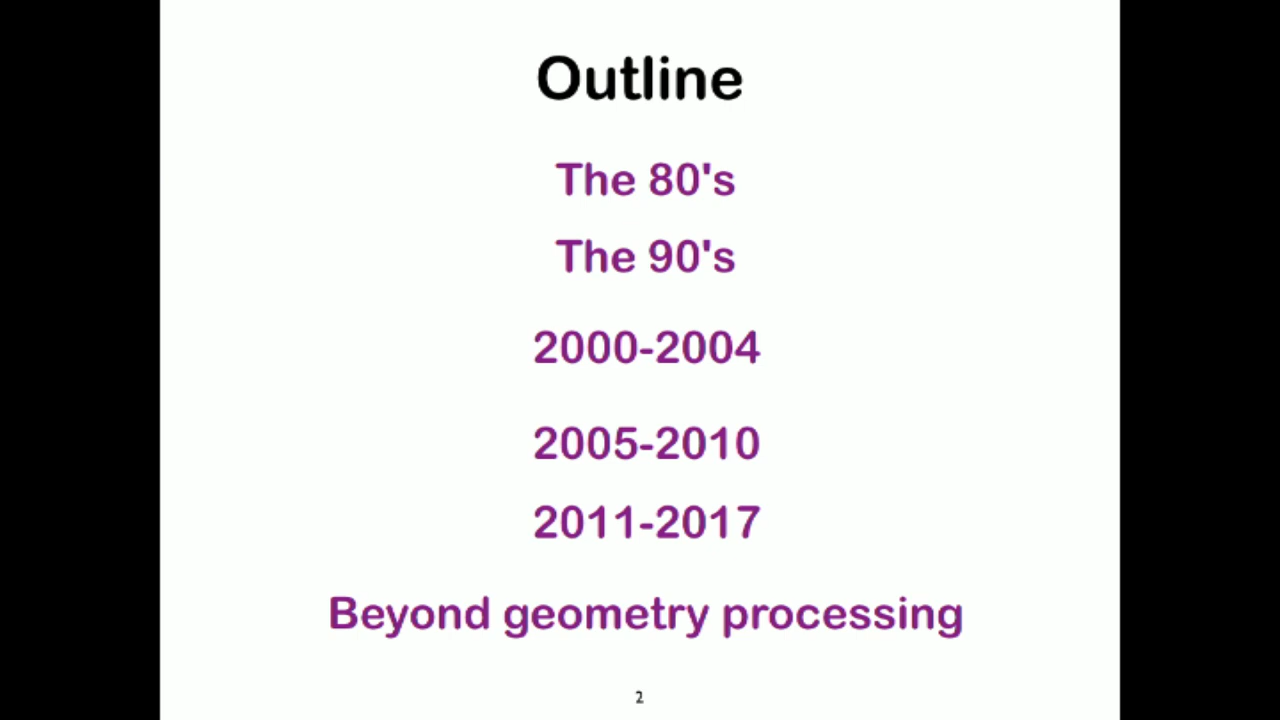 Outline
The 80's
The 90's
2000-2004
2005-2010
2011-2017
Beyond geometry processing
2